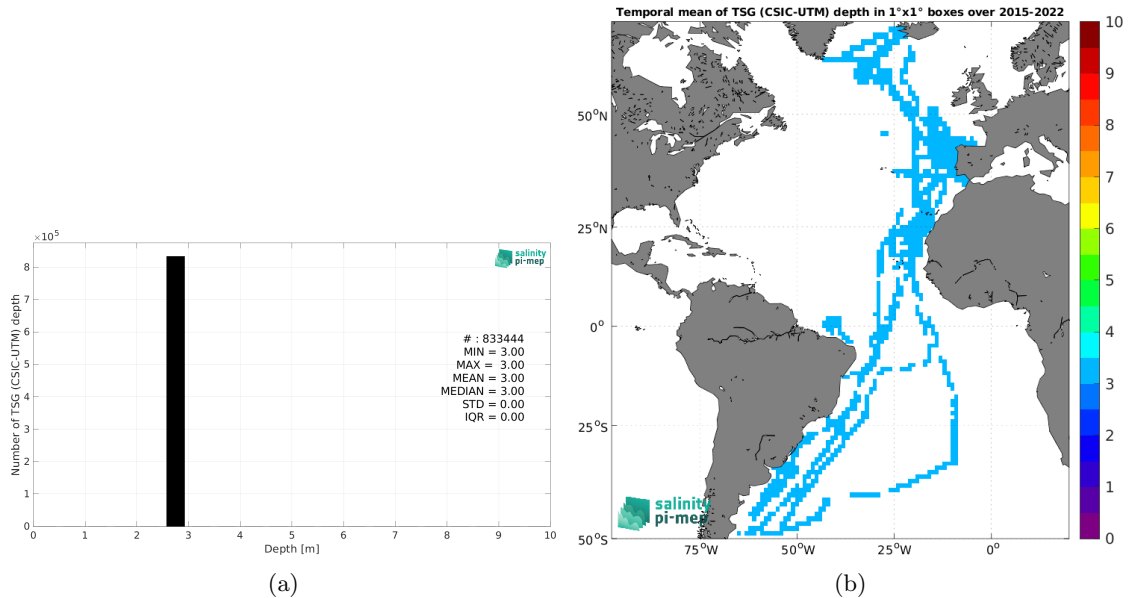 Temporal mean of TSG (CSIC-UTM) depth in 1°x1° boxes over 2015-2022
×10⁵
8
7
6
5
4
3
2
1
0
Number of TSG (CSIC-UTM) depth
salinity
pi-mep
# : 833444
MIN = 3.00
MAX = 3.00
MEAN = 3.00
MEDIAN = 3.00
STD = 0.00
IQR = 0.00
0 1 2 3 4 5 6 7 8 9 10
Depth [m]
(a)
50°N
25°N
0°
25°S
50°S
75°W 50°W 25°W 0°
salinity
pi-mep
10
9
8
7
6
5
4
3
2
1
0
(b)